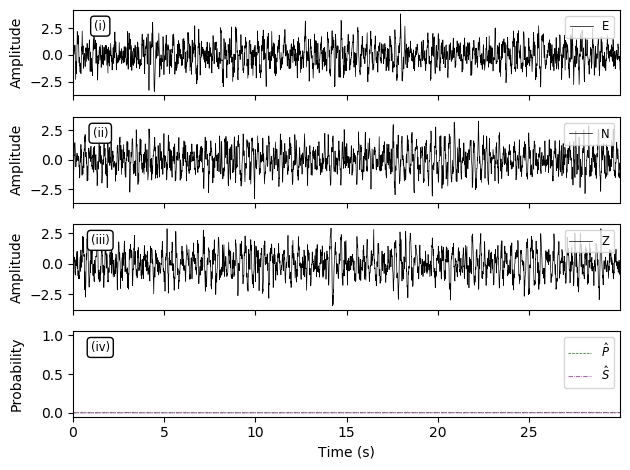 Amplitude
2.5
0.0
−2.5
(i)
E
Amplitude
2.5
0.0
−2.5
(ii)
N
Amplitude
2.5
0.0
−2.5
(iii)
Z
Probability
1.0
0.5
0.0
(iv)
P̂
Ŝ
0 5 10 15 20 25
Time (s)